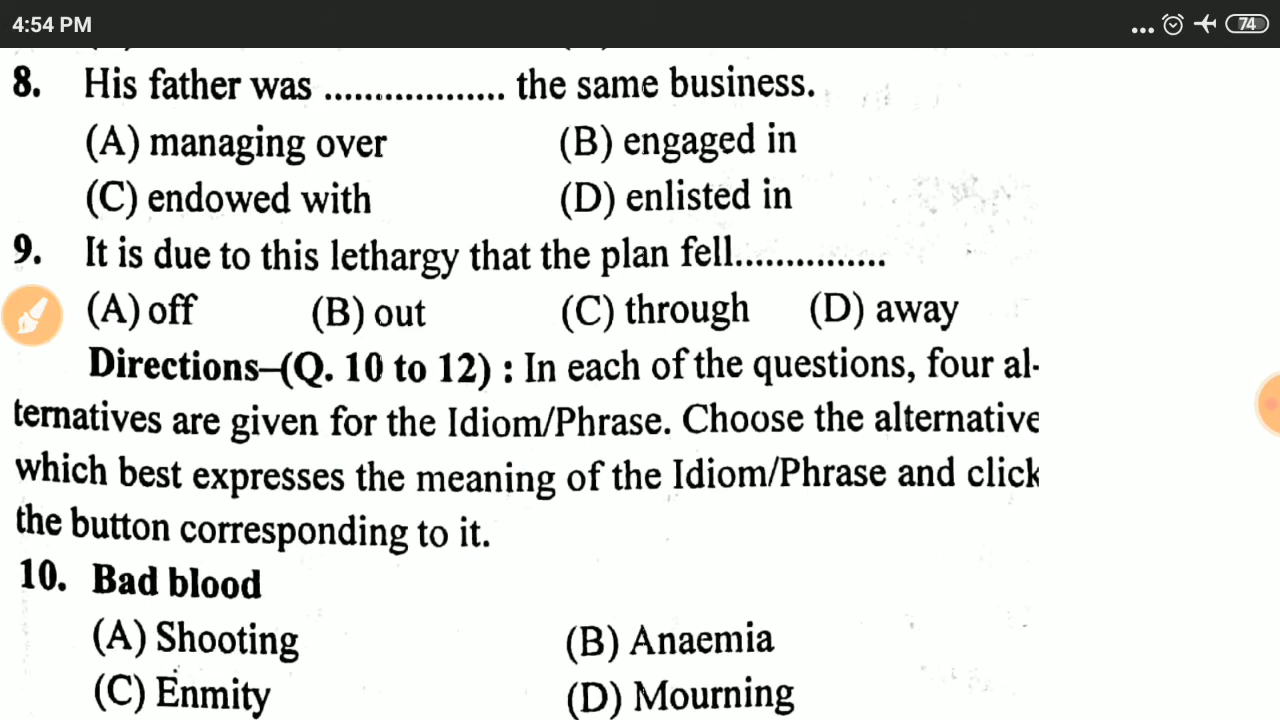 4:54 PM
74
8. His father was .................. the same business.
(A) managing over (B) engaged in
(C) endowed with (D) enlisted in
9. It is due to this lethargy that the plan fell...............
(A) off (B) out (C) through (D) away
Directions–(Q. 10 to 12) : In each of the questions, four al-
ternatives are given for the Idiom/Phrase. Choose the alternative
which best expresses the meaning of the Idiom/Phrase and click
the button corresponding to it.
10. Bad blood
(A) Shooting (B) Anaemia
(C) Enmity (D) Mourning